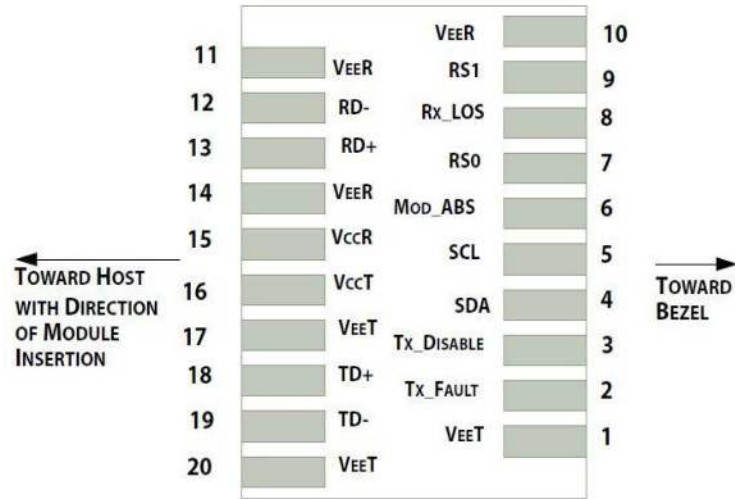 VEER 10
11 VEER
RS1 9
12 RD-
RX_LOS 8
13 RD+
RS0 7
14 VEER
MOD_ABS 6
15 VCCR
SCL 5
TOWARD HOST
WITH DIRECTION
OF MODULE
INSERTION
16 VCCT
SDA 4
TOWARD
BEZEL
17 VEET
TX_DISABLE 3
18 TD+
TX_FAULT 2
19 TD-
VEET 1
20 VEET